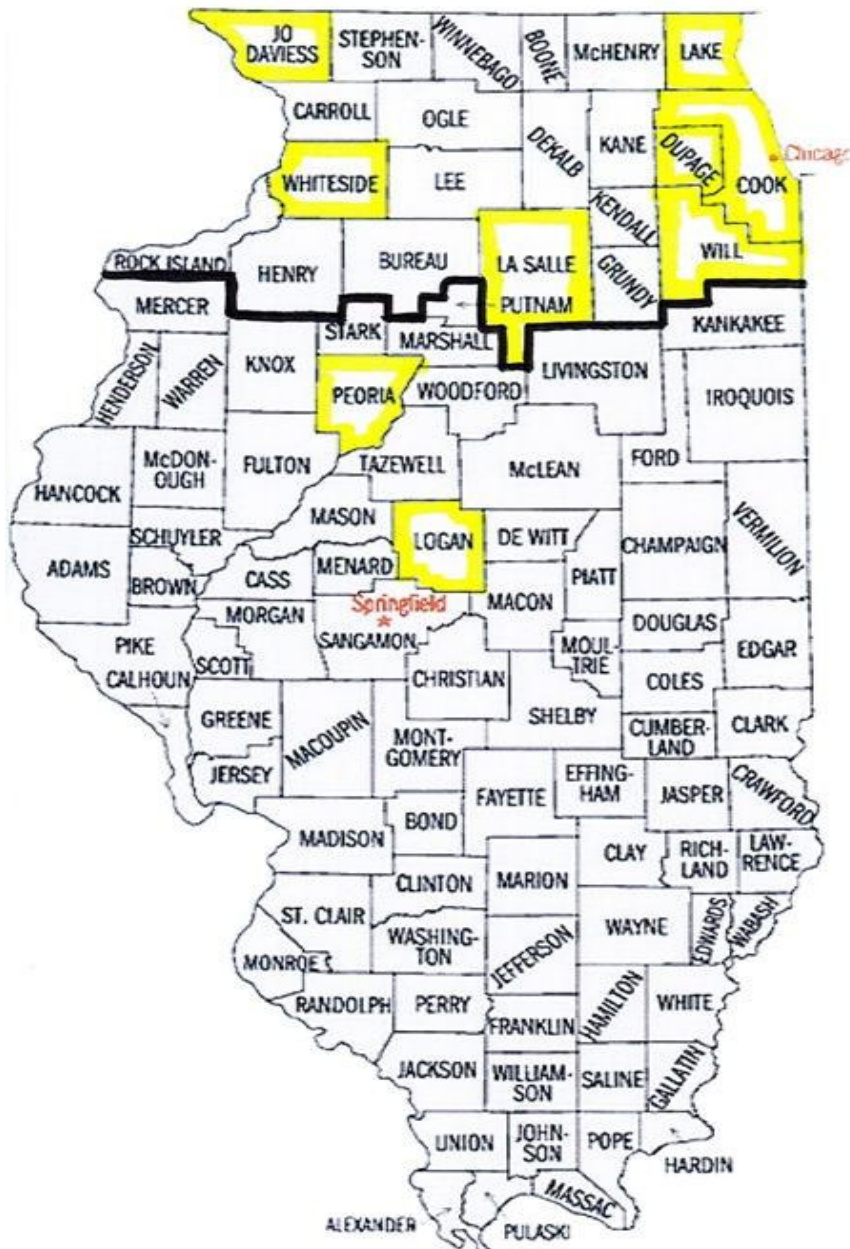 JO
DAVIESS
STEPHEN-
SON
WINNEBAGO
BOONE
McHENRY
LAKE
CARROLL
OGLE
DEKALB
KANE
DUPAGE
COOK
Chicago
WHITESIDE
LEE
KENDALL
WILL
ROCK ISLAND
HENRY
BUREAU
LA SALLE
GRUNDY
PUTNAM
MERCER
STARK
MARSHALL
KANKAKEE
HENDERSON
WARREN
KNOX
PEORIA
WOODFORD
LIVINGSTON
IROQUOIS
HANCOCK
McDON-
OUGH
FULTON
TAZEWELL
McLEAN
FORD
VERMILION
SCHUYLER
MASON
LOGAN
DE WITT
CHAMPAIGN
ADAMS
BROWN
CASS
MENARD
PIATT
Springfield
MACON
MORGAN
SANGAMON
DOUGLAS
EDGAR
PIKE
SCOTT
CHRISTIAN
MOUL-
TRIE
COLES
CALHOUN
GREENE
MACOUPIN
MONT-
GOMERY
SHELBY
CUMBER-
LAND
CLARK
JERSEY
FAYETTE
EFFING-
HAM
JASPER
CRAWFORD
MADISON
BOND
CLAY
RICH-
LAND
LAW-
RENCE
CLINTON
MARION
ST. CLAIR
WASHING-
TON
JEFFERSON
WAYNE
EDWARDS
WABASH
MONROE
RANDOLPH
PERRY
FRANKLIN
HAMILTON
WHITE
JACKSON
WILLIAM-
SON
SALINE
GALLATIN
UNION
JOHN-
SON
POPE
HARDIN
ALEXANDER
PULASKI
MASSAC